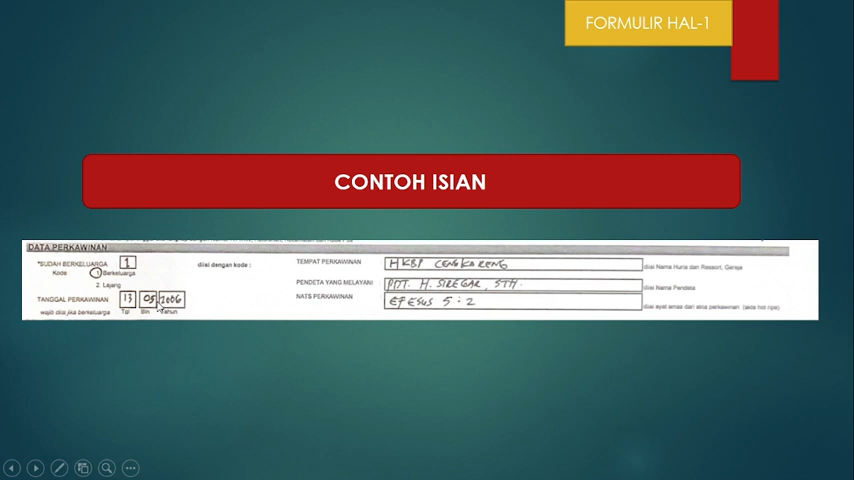 FORMULIR HAL-1
CONTOH ISIAN
DATA PERKAWINAN
*SUDAH BERKELUARGA 1 diisi dengan kode : TEMPAT PERKAWINAN HKBP CENGKARENG diisi Nama Huria dan Ressort, Gereja
Kode 1 Berkeluarga
2. Lajang PENDETA YANG MELAYANI PDT. H. SIREGAR, STH. diisi Nama Pendeta
TANGGAL PERKAWINAN 13 05 2006 NATS PERKAWINAN EFESUS 5 : 2
wajib diisi jika berkeluarga Tgl Bln Tahun diisi ayat emas dari akta perkawinan (akta hot ripe)